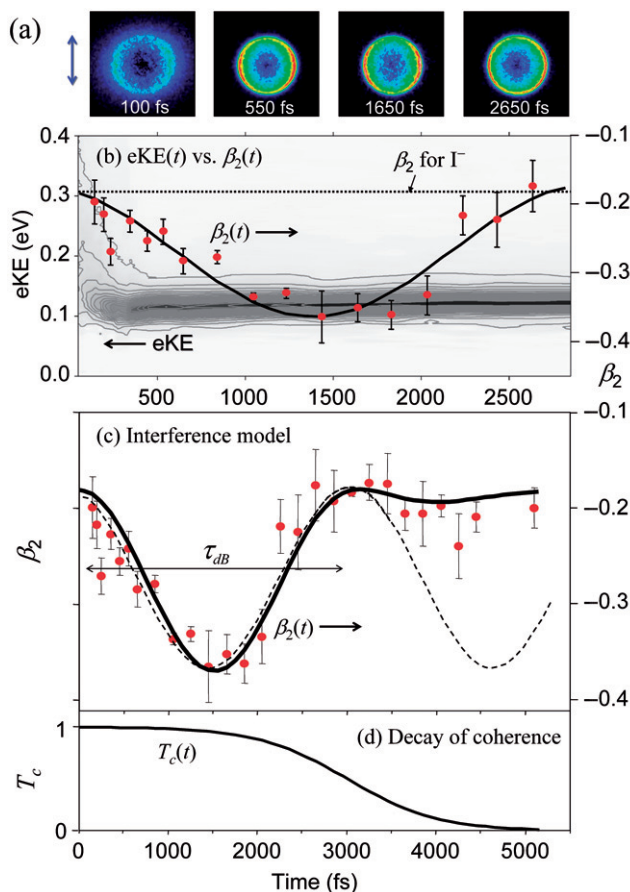 (a)
100 fs 550 fs 1650 fs 2650 fs
(b) eKE(t) vs. β2(t)
β2 for I−
β2(t)
eKE
eKE (eV)
0.4
0.3
0.2
0.1
0.0
−0.1
−0.2
−0.3
−0.4
β2
500 1000 1500 2000 2500
(c) Interference model
τdB
β2(t)
β2
−0.1
−0.2
−0.3
−0.4
(d) Decay of coherence
Tc(t)
Tc
1
0
0 1000 2000 3000 4000 5000
Time (fs)